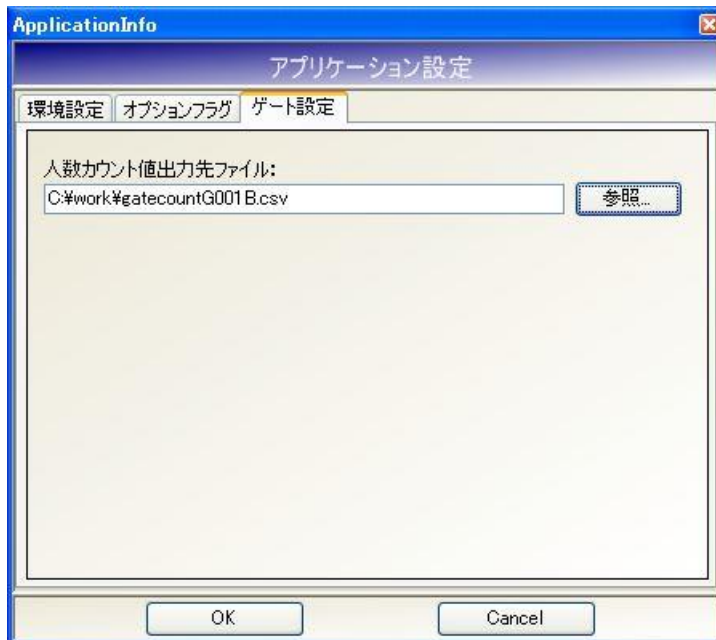 ApplicationInfo
アプリケーション設定
環境設定 オプションフラグ ゲート設定
人数カウント値出力先ファイル:
C:¥work¥gatecountG001B.csv 参照...
OK Cancel